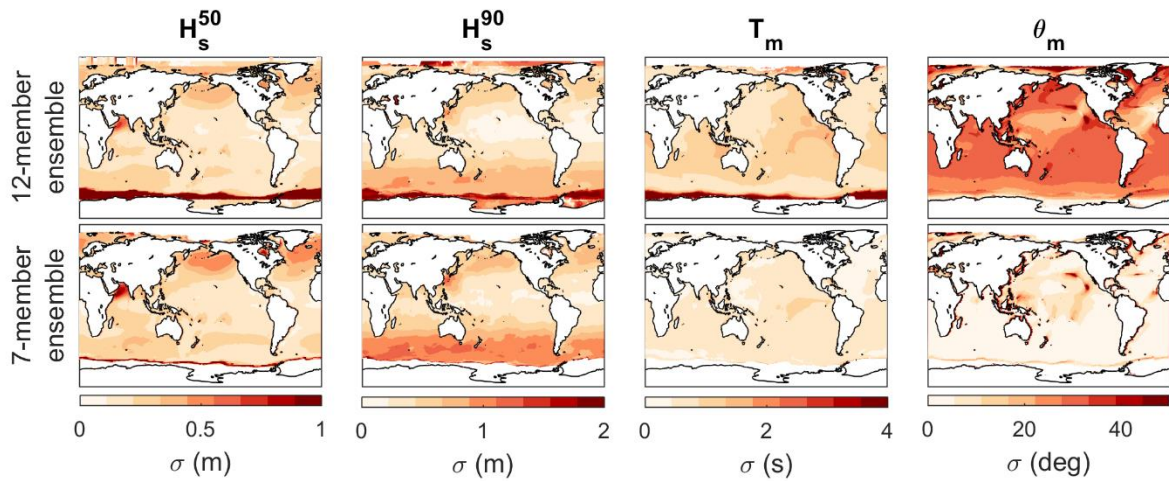 H_s^50 H_s^90 T_m θ_m
12-member
ensemble
7-member
ensemble
0 0.5 1 0 1 2 0 2 4 0 20 40
σ (m) σ (m) σ (s) σ (deg)